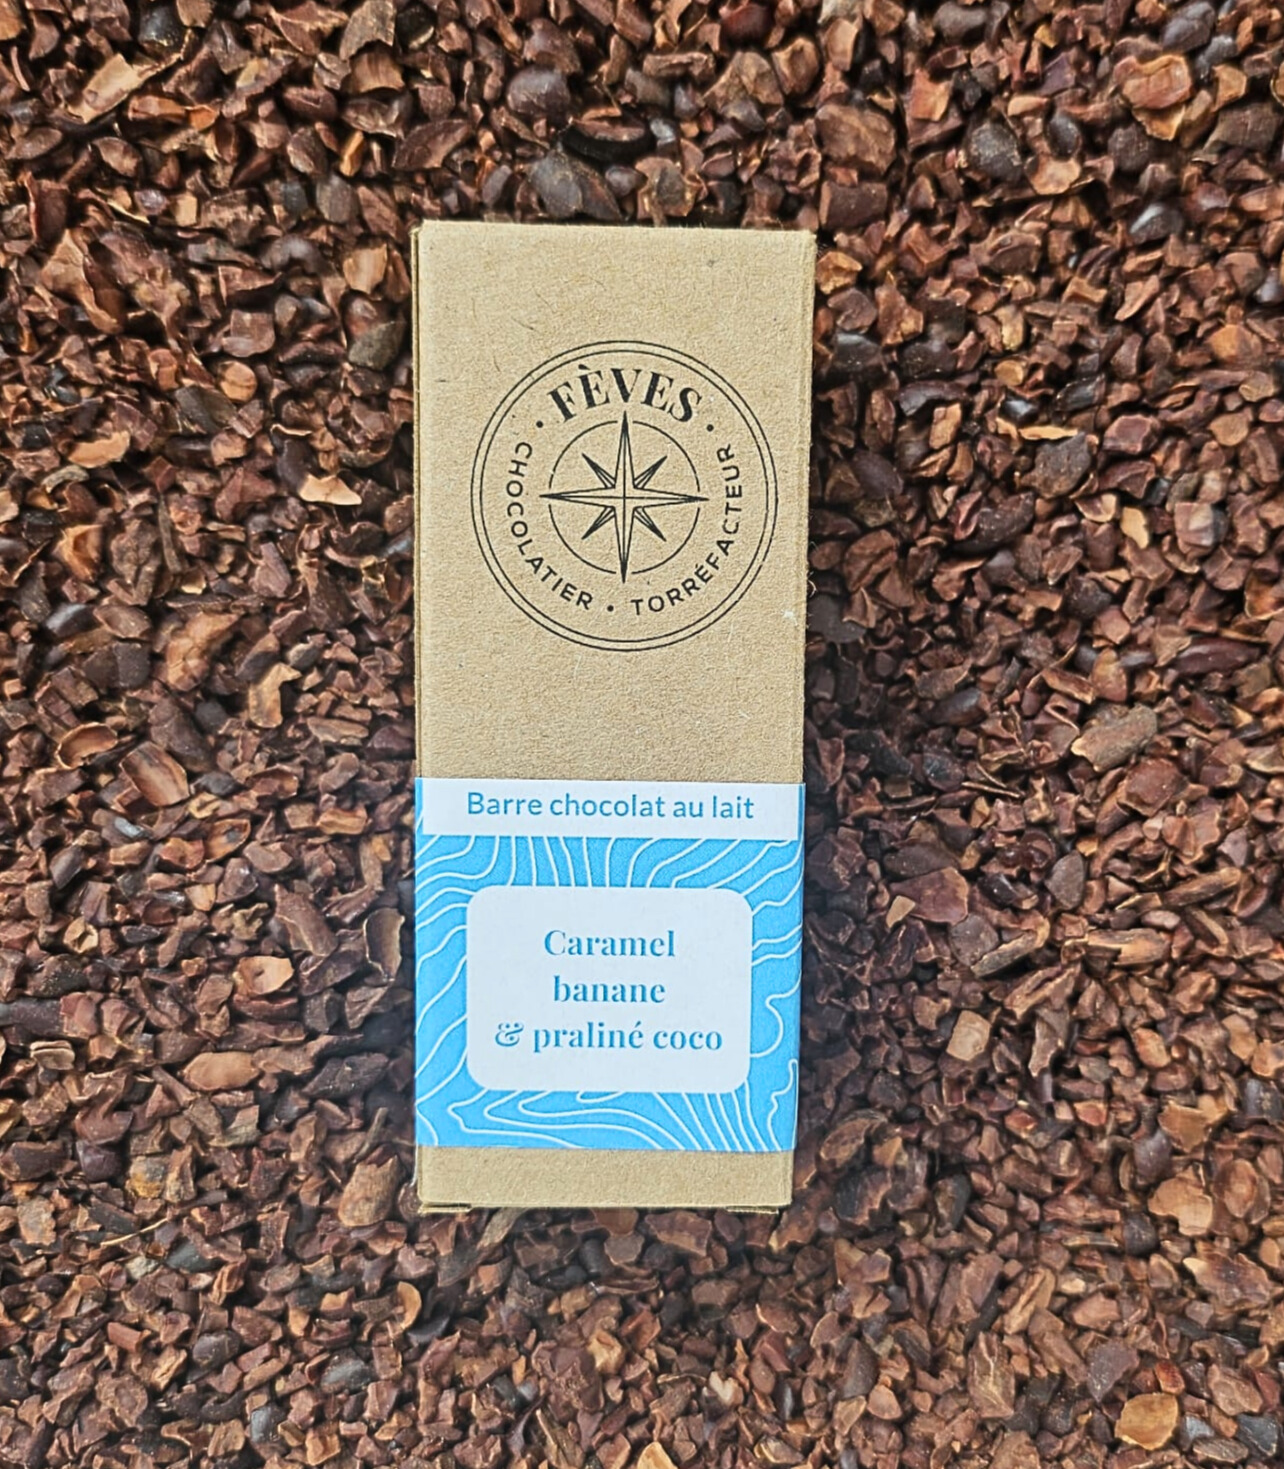 · FÈVES ·
CHOCOLATIER · TORRÉFACTEUR
Barre chocolat au lait
Caramel
banane
& praliné coco